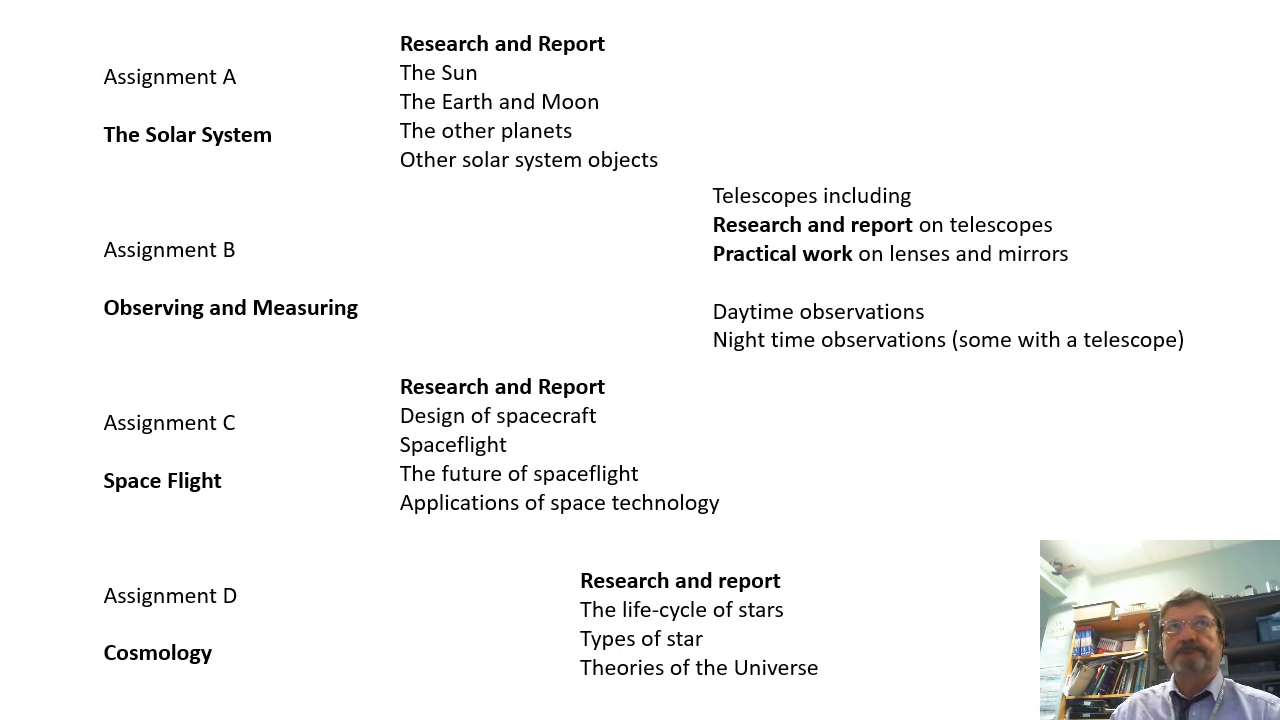 Assignment A
The Solar System
Research and Report
The Sun
The Earth and Moon
The other planets
Other solar system objects
Assignment B
Observing and Measuring
Telescopes including
Research and report on telescopes
Practical work on lenses and mirrors
Daytime observations
Night time observations (some with a telescope)
Assignment C
Space Flight
Research and Report
Design of spacecraft
Spaceflight
The future of spaceflight
Applications of space technology
Assignment D
Cosmology
Research and report
The life-cycle of stars
Types of star
Theories of the Universe